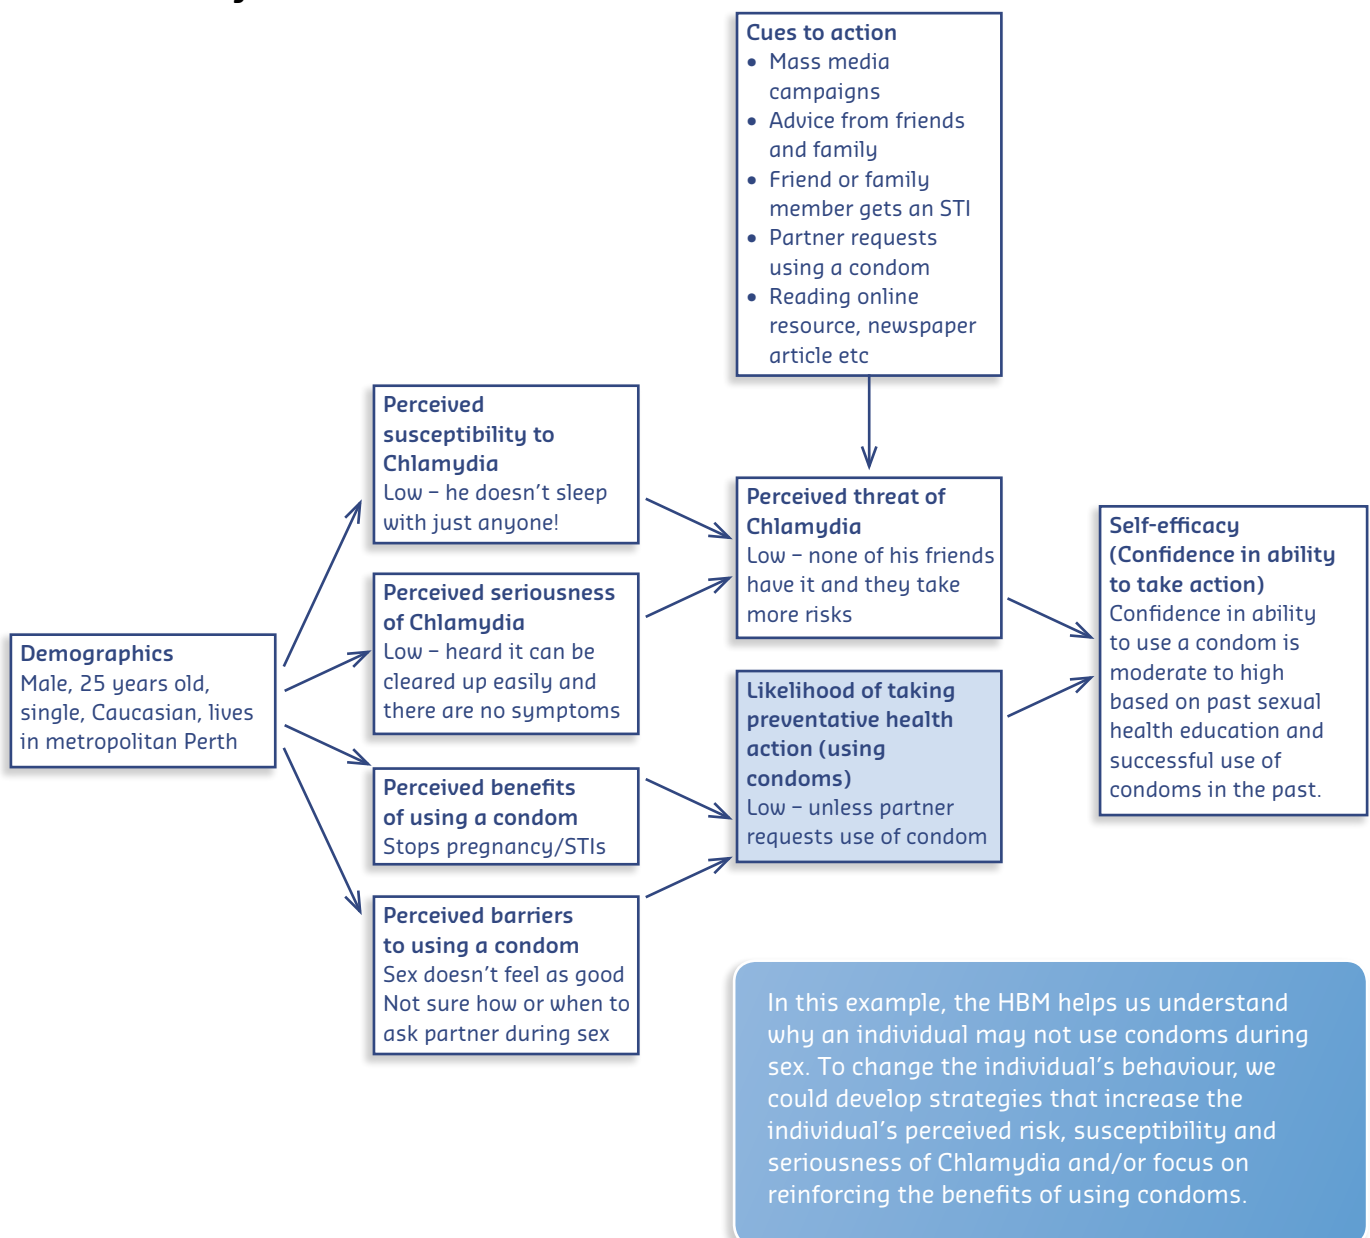 Cues to action
• Mass media
campaigns
• Advice from friends
and family
• Friend or family
member gets an STI
• Partner requests
using a condom
• Reading online
resource, newspaper
article etc
Perceived
susceptibility to
Chlamydia
Low – he doesn't sleep
with just anyone!
Perceived seriousness
of Chlamydia
Low – heard it can be
cleared up easily and
there are no symptoms
Demographics
Male, 25 years old,
single, Caucasian, lives
in metropolitan Perth
Perceived benefits
of using a condom
Stops pregnancy/STIs
Perceived barriers
to using a condom
Sex doesn't feel as good
Not sure how or when to
ask partner during sex
Perceived threat of
Chlamydia
Low – none of his friends
have it and they take
more risks
Likelihood of taking
preventative health
action (using
condoms)
Low – unless partner
requests use of condom
Self-efficacy
(Confidence in ability
to take action)
Confidence in ability
to use a condom is
moderate to high
based on past sexual
health education and
successful use of
condoms in the past.
In this example, the HBM helps us understand
why an individual may not use condoms during
sex. To change the individual's behaviour, we
could develop strategies that increase the
individual's perceived risk, susceptibility and
seriousness of Chlamydia and/or focus on
reinforcing the benefits of using condoms.